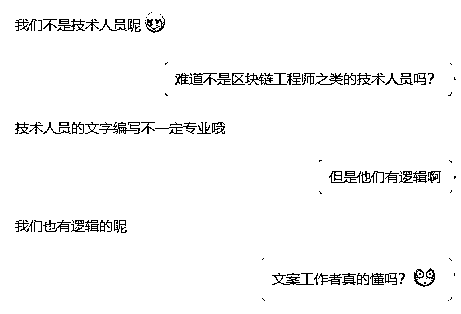 我们不是技术人员呢
难道不是区块链工程师之类的技术人员吗？
技术人员的文字编写不一定专业哦
但是他们有逻辑啊
我们也有逻辑的呢
文案工作者真的懂吗？